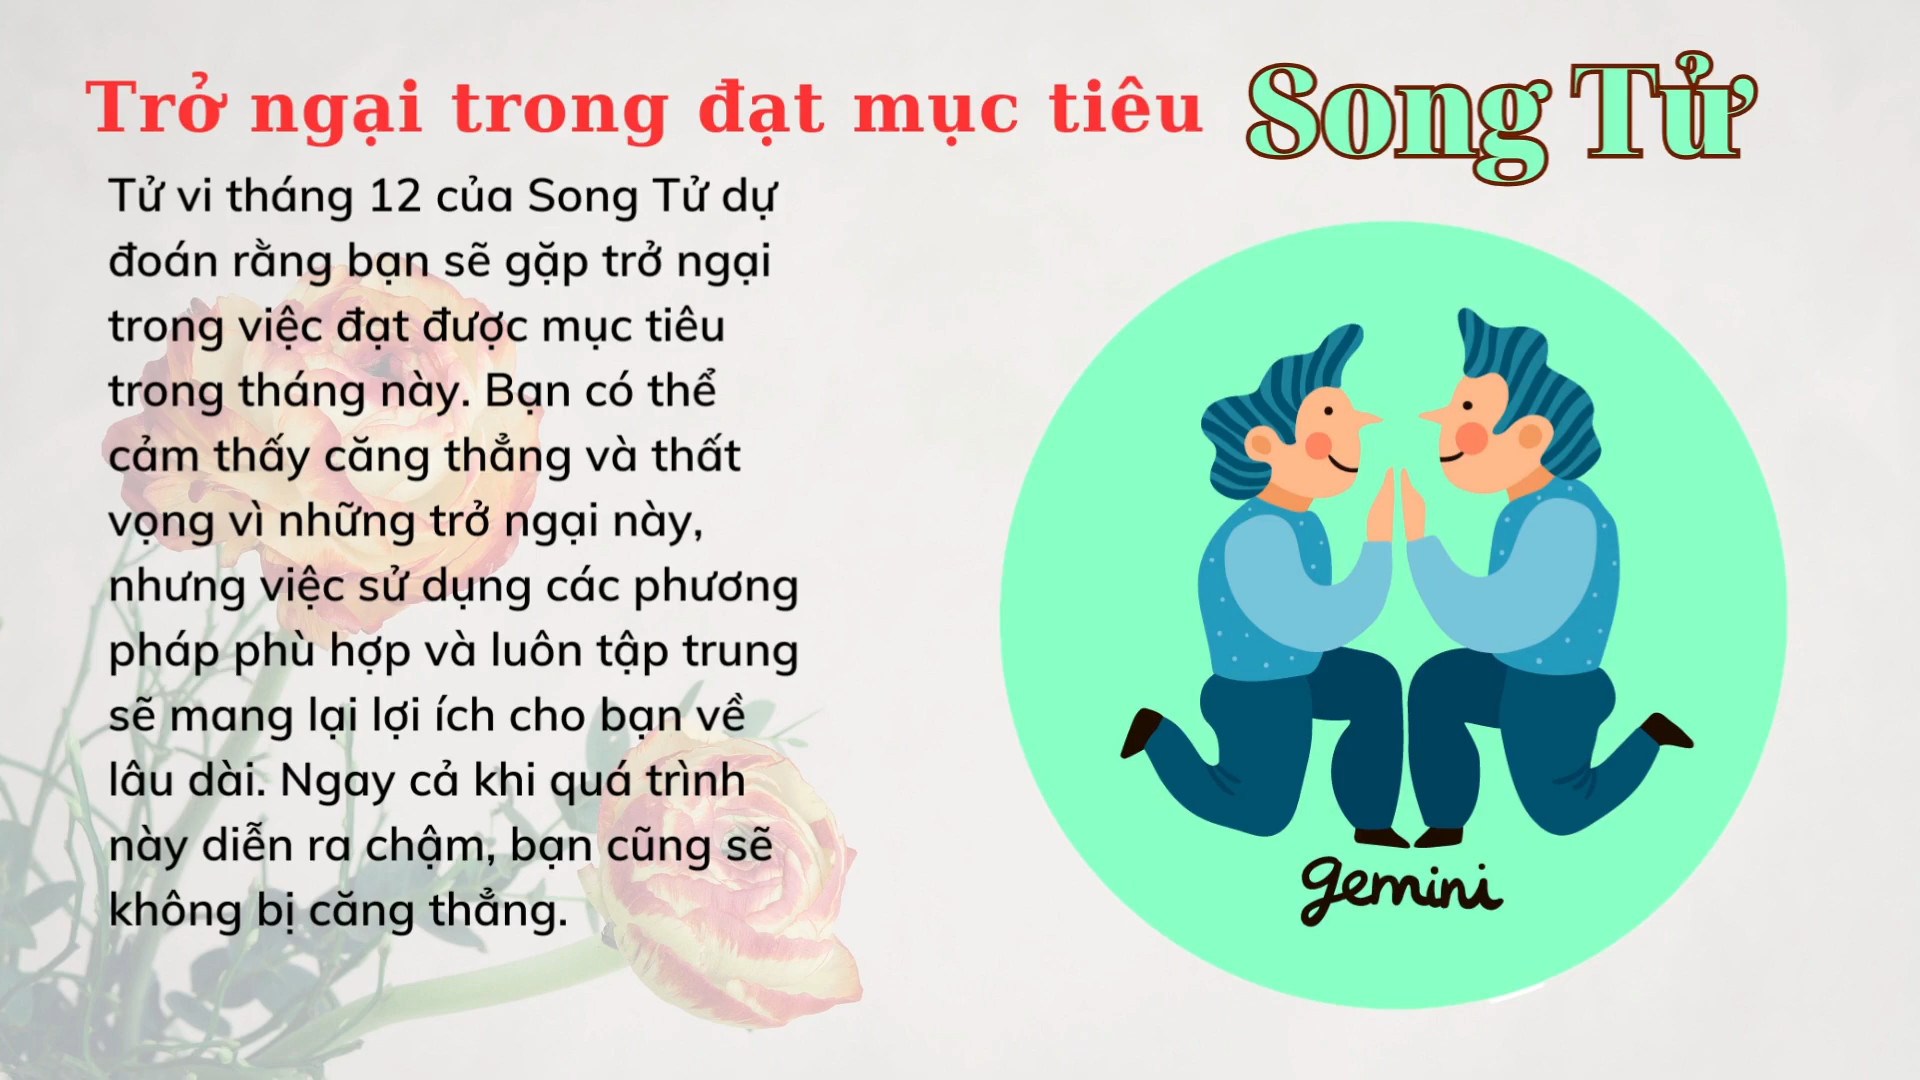 Trở ngại trong đạt mục tiêu
Song Tử
Tử vi tháng 12 của Song Tử dự
đoán rằng bạn sẽ gặp trở ngại
trong việc đạt được mục tiêu
trong tháng này. Bạn có thể
cảm thấy căng thẳng và thất
vọng vì những trở ngại này,
nhưng việc sử dụng các phương
pháp phù hợp và luôn tập trung
sẽ mang lại lợi ích cho bạn về
lâu dài. Ngay cả khi quá trình
này diễn ra chậm, bạn cũng sẽ
không bị căng thẳng.
gemini